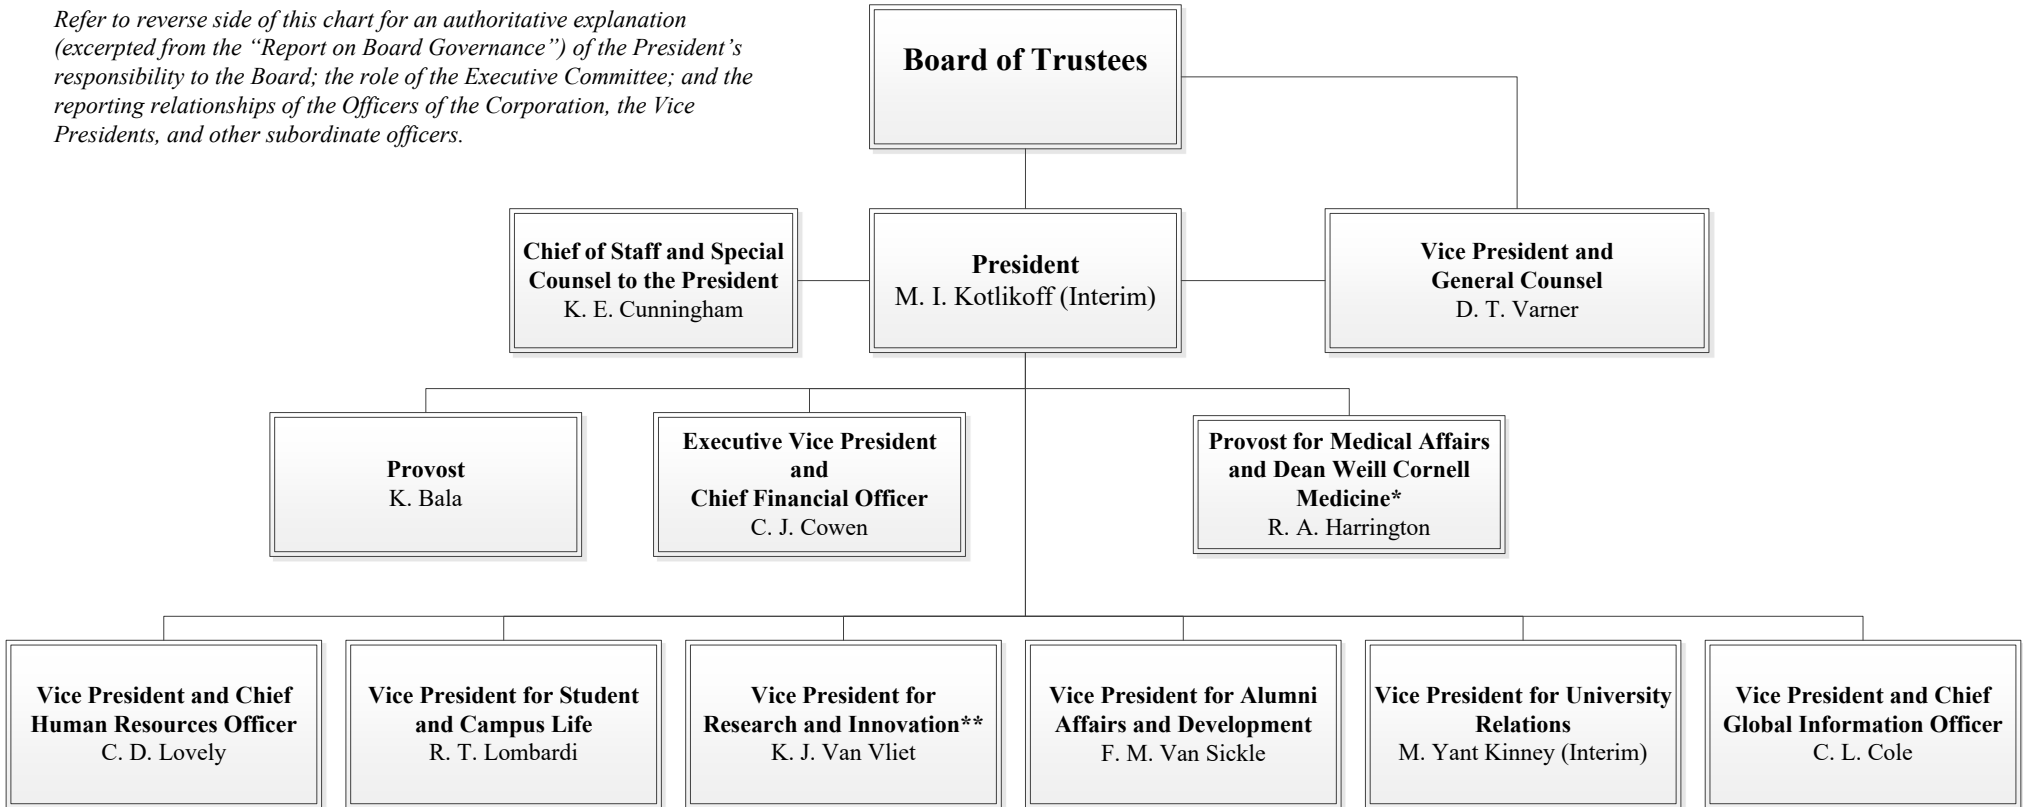 Refer to reverse side of this chart for an authoritative explanation
(excerpted from the “Report on Board Governance”) of the President’s
responsibility to the Board; the role of the Executive Committee; and the
reporting relationships of the Officers of the Corporation, the Vice
Presidents, and other subordinate officers.
Board of Trustees
Chief of Staff and Special
Counsel to the President
K. E. Cunningham
President
M. I. Kotlikoff (Interim)
Vice President and
General Counsel
D. T. Varner
Provost
K. Bala
Executive Vice President
and
Chief Financial Officer
C. J. Cowen
Provost for Medical Affairs
and Dean Weill Cornell
Medicine*
R. A. Harrington
Vice President and Chief
Human Resources Officer
C. D. Lovely
Vice President for Student
and Campus Life
R. T. Lombardi
Vice President for
Research and Innovation**
K. J. Van Vliet
Vice President for Alumni
Affairs and Development
F. M. Van Sickle
Vice President for University
Relations
M. Yant Kinney (Interim)
Vice President and Chief
Global Information Officer
C. L. Cole